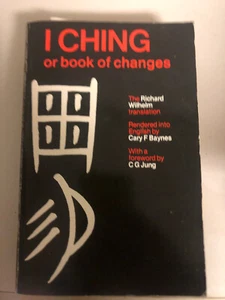 I CHING
or book of changes
The Richard
Wilhelm
translation
Rendered into
English by
Cary F Baynes
With a
foreword by
C G Jung